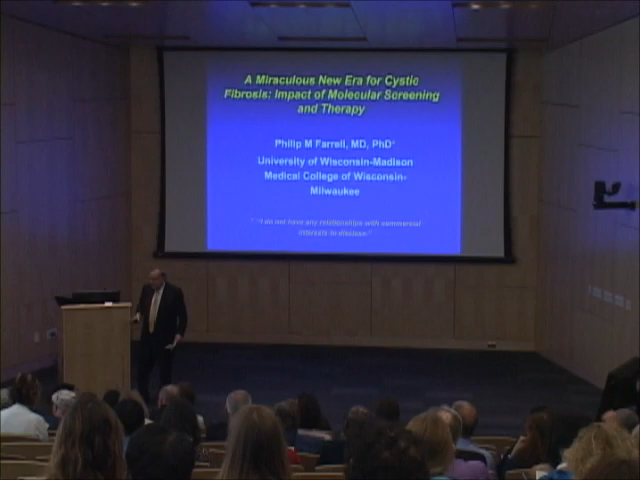 A Miraculous New Era for Cystic
Fibrosis: Impact of Molecular Screening
and Therapy
Philip M Farrell, MD, PhD*
University of Wisconsin-Madison
Medical College of Wisconsin-
Milwaukee
* "I do not have any relationships with commercial
interests to disclose."